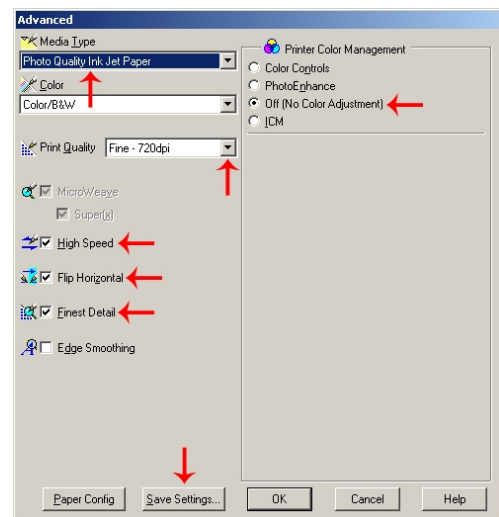 Advanced
Media Type
Photo Quality Ink Jet Paper
Color
Color/B&W
Print Quality Fine - 720dpi
MicroWeave
Super(x)
High Speed
Flip Horizontal
Finest Detail
Edge Smoothing
Printer Color Management
Color Controls
PhotoEnhance
Off (No Color Adjustment)
ICM
Paper Config Save Settings... OK Cancel Help